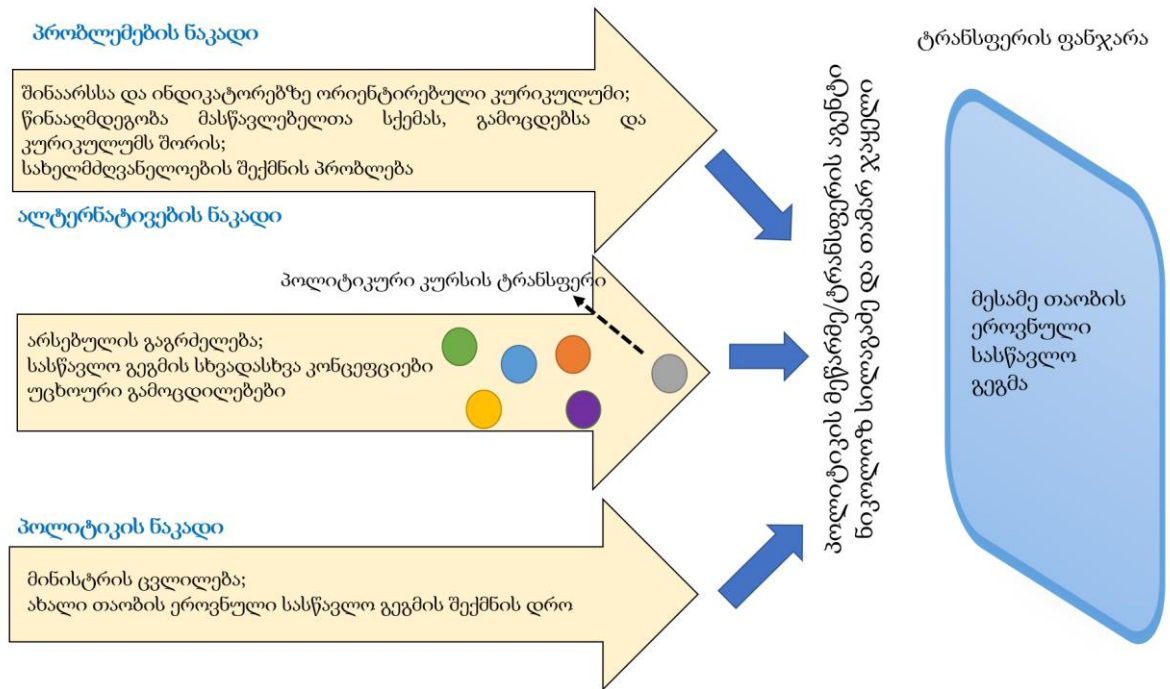 პრობლემების ნაკადი
შინაარსსა და ინდიკატორებზე ორიენტირებული კურიკულუმი;
წინააღმდეგობა მასწავლებელთა სქემას, გამოცდებსა და
კურიკულუმს შორის;
სახელმძღვანელოების შექმნის პრობლემა
ალტერნატივების ნაკადი
პოლიტიკური კურსის ტრანსფერი
არსებულის გაგრძელება;
სასწავლო გეგმის სხვადასხვა კონცეფციები
უცხოური გამოცდილებები
პოლიტიკის ნაკადი
მინისტრის ცვლილება;
ახალი თაობის ეროვნული სასწავლო გეგმის შექმნის დრო
პოლიტიკის მეწარმე/ტრანსფერის აგენტი
ნიკოლოზ სილაგაძე და თამარ ჯაყელი
ტრანსფერის ფანჯარა
მესამე თაობის
ეროვნული
სასწავლო
გეგმა